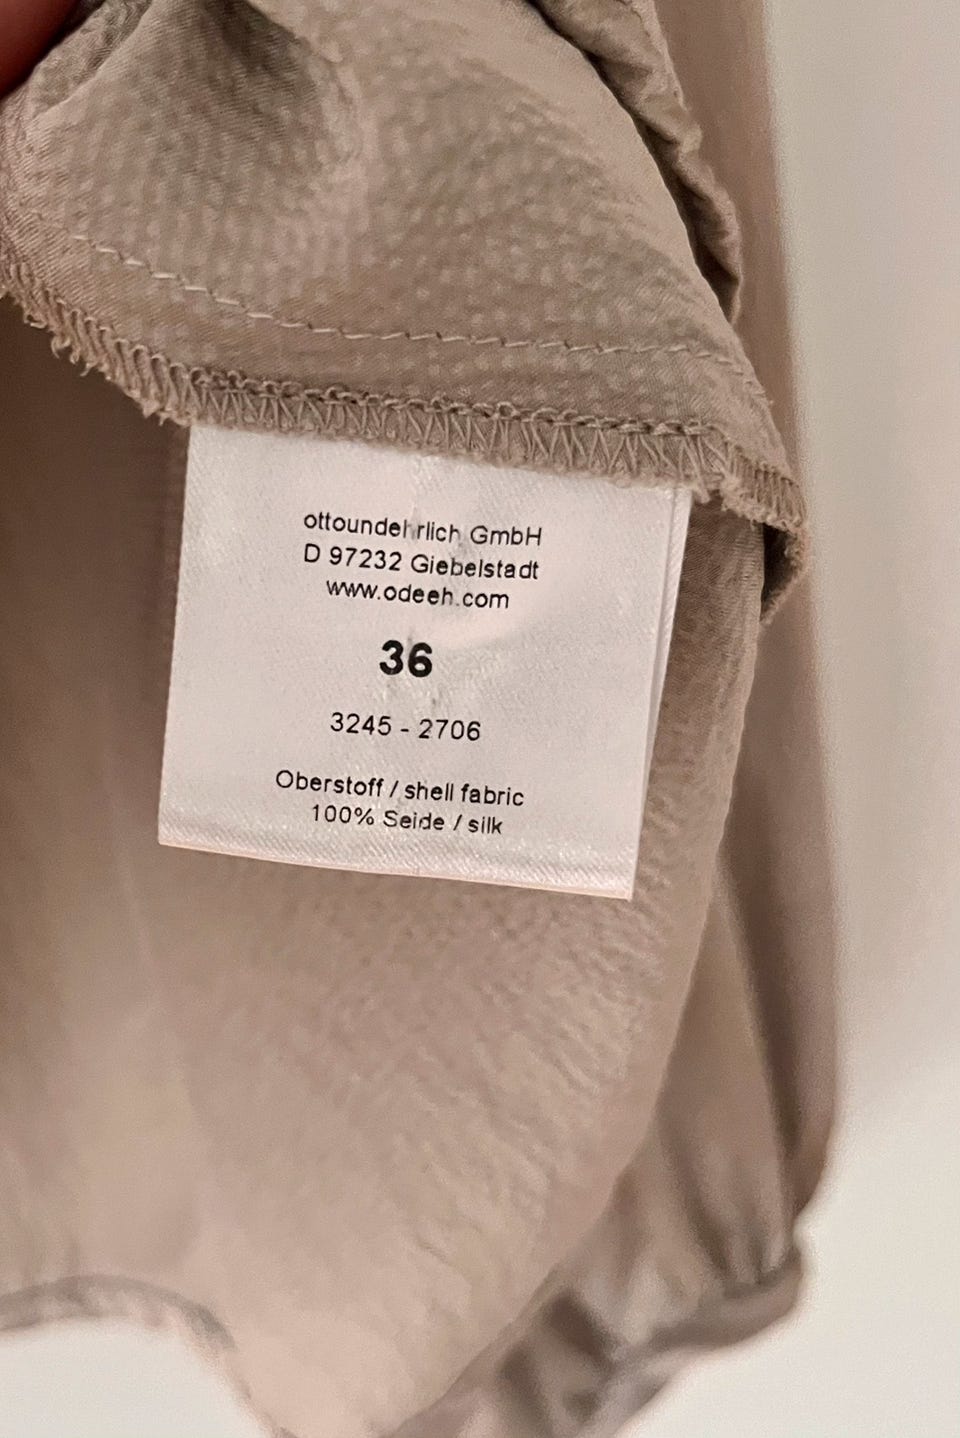 ottoundehrlich GmbH
D 97232 Giebelstadt
www.odeeh.com
36
3245 - 2706
Oberstoff / shell fabric
100% Seide / silk